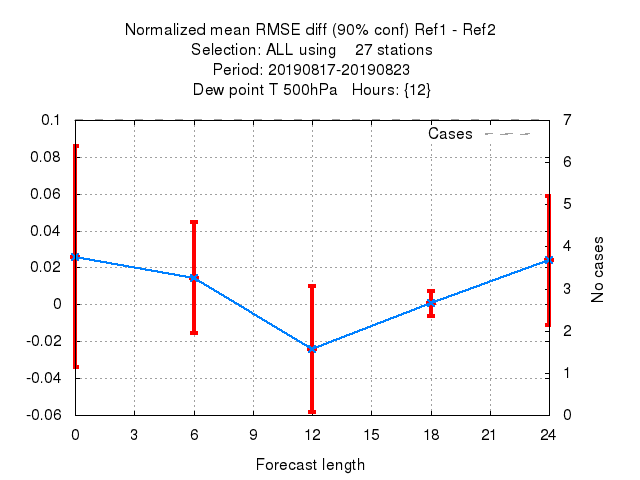 Normalized mean RMSE diff (90% conf) Ref1 - Ref2
Selection: ALL using    27 stations
Period: 20190817-20190823
Dew point T 500hPa   Hours: {12}
Cases
0.1
0.08
0.06
0.04
0.02
0
-0.02
-0.04
-0.06
7
6
5
4
3
2
1
0
No cases
0 3 6 9 12 15 18 21 24
Forecast length